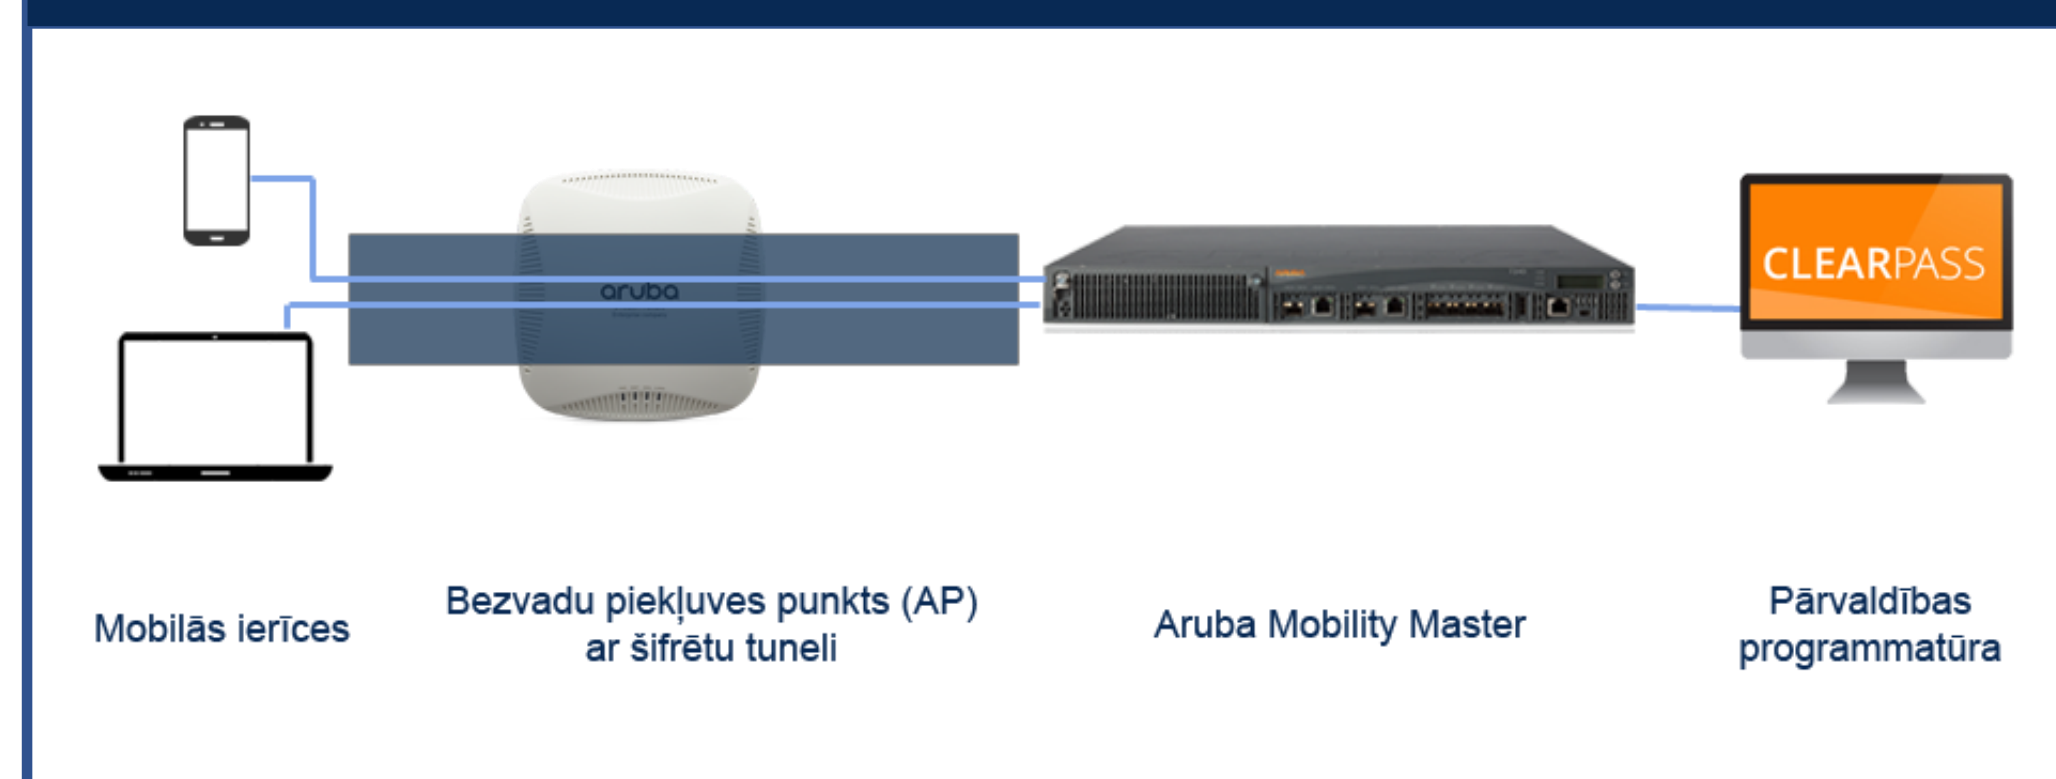 aruba
CLEARPASS
Mobilās ierīces
Bezvadu piekļuves punkts (AP)
ar šifrētu tuneli
Aruba Mobility Master
Pārvaldības
programmatūra